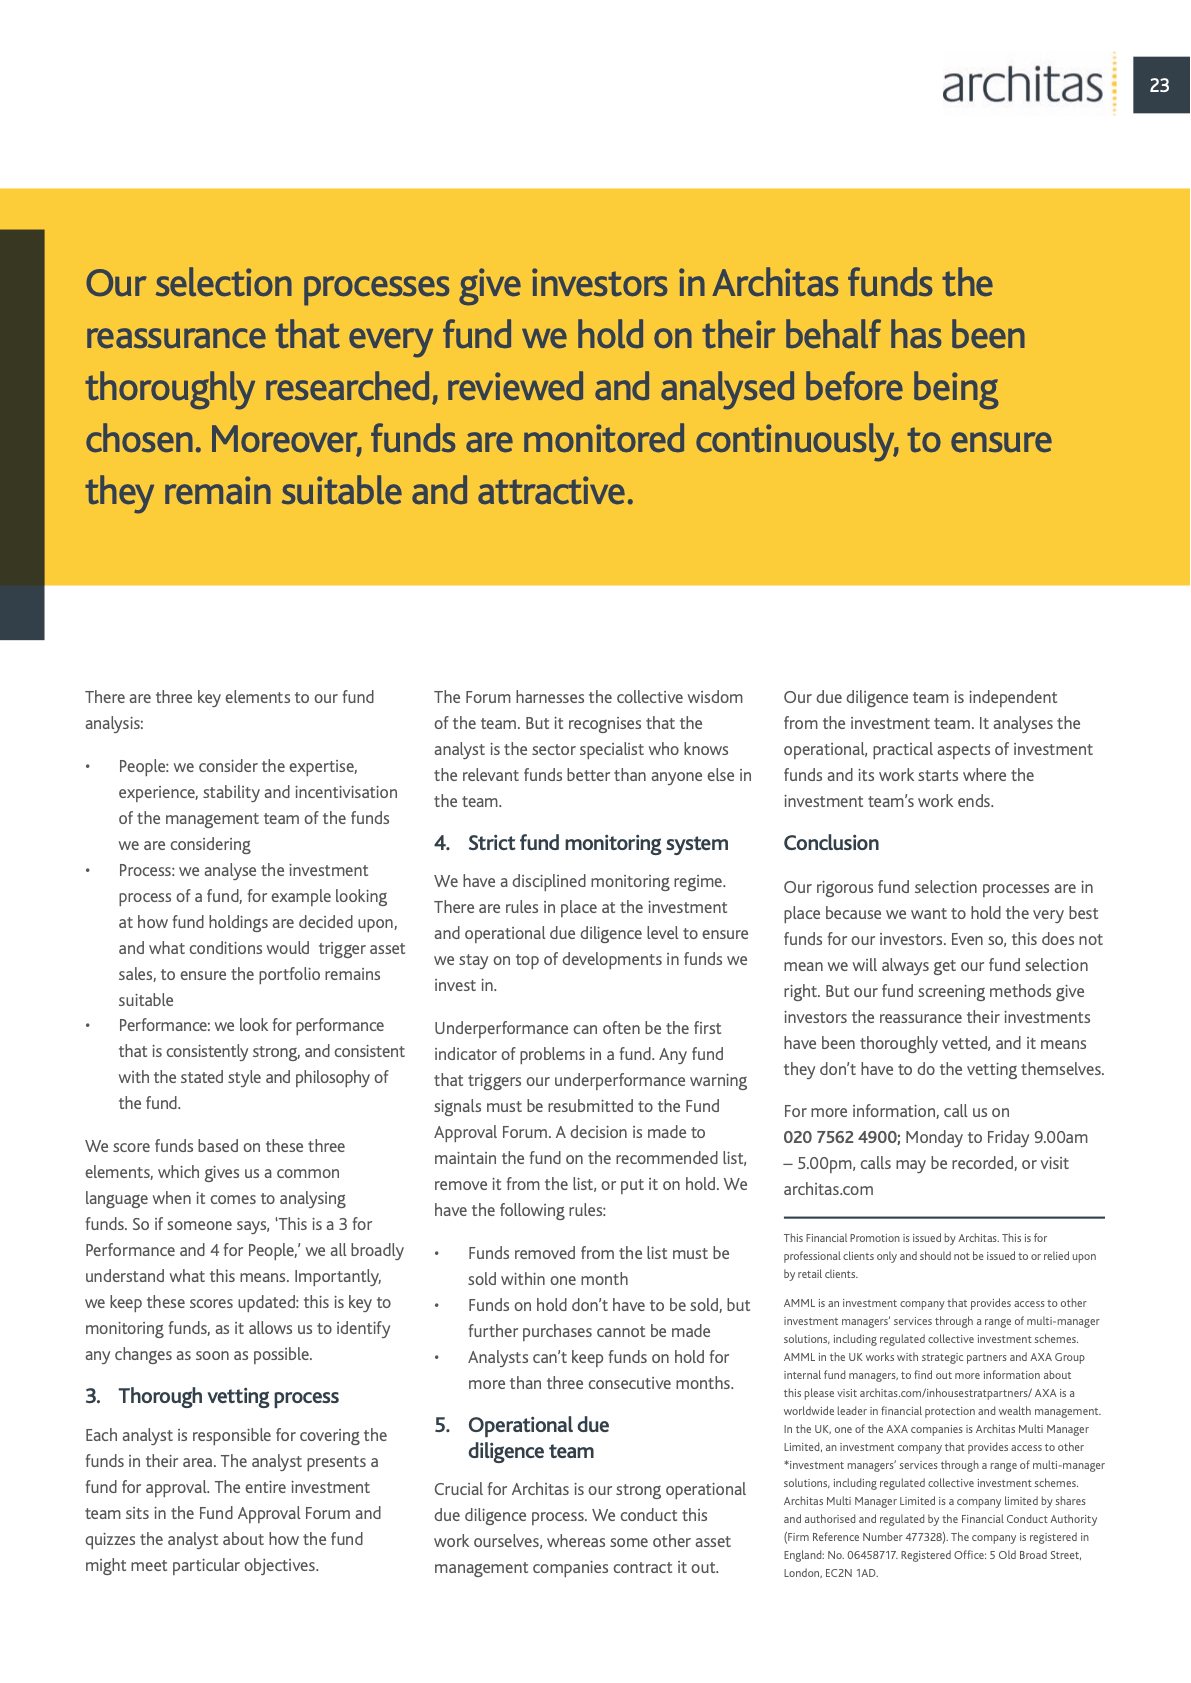 architas
23
Our selection processes give investors in Architas funds the
reassurance that every fund we hold on their behalf has been
thoroughly researched, reviewed and analysed before being
chosen. Moreover, funds are monitored continuously, to ensure
they remain suitable and attractive.
There are three key elements to our fund
analysis:
• People: we consider the expertise,
experience, stability and incentivisation
of the management team of the funds
we are considering
• Process: we analyse the investment
process of a fund, for example looking
at how fund holdings are decided upon,
and what conditions would  trigger asset
sales, to ensure the portfolio remains
suitable
• Performance: we look for performance
that is consistently strong, and consistent
with the stated style and philosophy of
the fund.
We score funds based on these three
elements, which gives us a common
language when it comes to analysing
funds. So if someone says, ‘This is a 3 for
Performance and 4 for People,’ we all broadly
understand what this means. Importantly,
we keep these scores updated: this is key to
monitoring funds, as it allows us to identify
any changes as soon as possible.
3. Thorough vetting process
Each analyst is responsible for covering the
funds in their area. The analyst presents a
fund for approval. The entire investment
team sits in the Fund Approval Forum and
quizzes the analyst about how the fund
might meet particular objectives.
The Forum harnesses the collective wisdom
of the team. But it recognises that the
analyst is the sector specialist who knows
the relevant funds better than anyone else in
the team.
4. Strict fund monitoring system
We have a disciplined monitoring regime.
There are rules in place at the investment
and operational due diligence level to ensure
we stay on top of developments in funds we
invest in.
Underperformance can often be the first
indicator of problems in a fund. Any fund
that triggers our underperformance warning
signals must be resubmitted to the Fund
Approval Forum. A decision is made to
maintain the fund on the recommended list,
remove it from the list, or put it on hold. We
have the following rules:
• Funds removed from the list must be
sold within one month
• Funds on hold don’t have to be sold, but
further purchases cannot be made
• Analysts can’t keep funds on hold for
more than three consecutive months.
5. Operational due
diligence team
Crucial for Architas is our strong operational
due diligence process. We conduct this
work ourselves, whereas some other asset
management companies contract it out.
Our due diligence team is independent
from the investment team. It analyses the
operational, practical aspects of investment
funds and its work starts where the
investment team’s work ends.
Conclusion
Our rigorous fund selection processes are in
place because we want to hold the very best
funds for our investors. Even so, this does not
mean we will always get our fund selection
right. But our fund screening methods give
investors the reassurance their investments
have been thoroughly vetted, and it means
they don’t have to do the vetting themselves.
For more information, call us on
020 7562 4900; Monday to Friday 9.00am
– 5.00pm, calls may be recorded, or visit
architas.com
This Financial Promotion is issued by Architas. This is for
professional clients only and should not be issued to or relied upon
by retail clients.
AMML is an investment company that provides access to other
investment managers’ services through a range of multi-manager
solutions, including regulated collective investment schemes.
AMML in the UK works with strategic partners and AXA Group
internal fund managers, to find out more information about
this please visit architas.com/inhousestratpartners/ AXA is a
worldwide leader in financial protection and wealth management.
In the UK, one of the AXA companies is Architas Multi Manager
Limited, an investment company that provides access to other
*investment managers’ services through a range of multi-manager
solutions, including regulated collective investment schemes.
Architas Multi Manager Limited is a company limited by shares
and authorised and regulated by the Financial Conduct Authority
(Firm Reference Number 477328). The company is registered in
England: No. 06458717. Registered Office: 5 Old Broad Street,
London, EC2N 1AD.